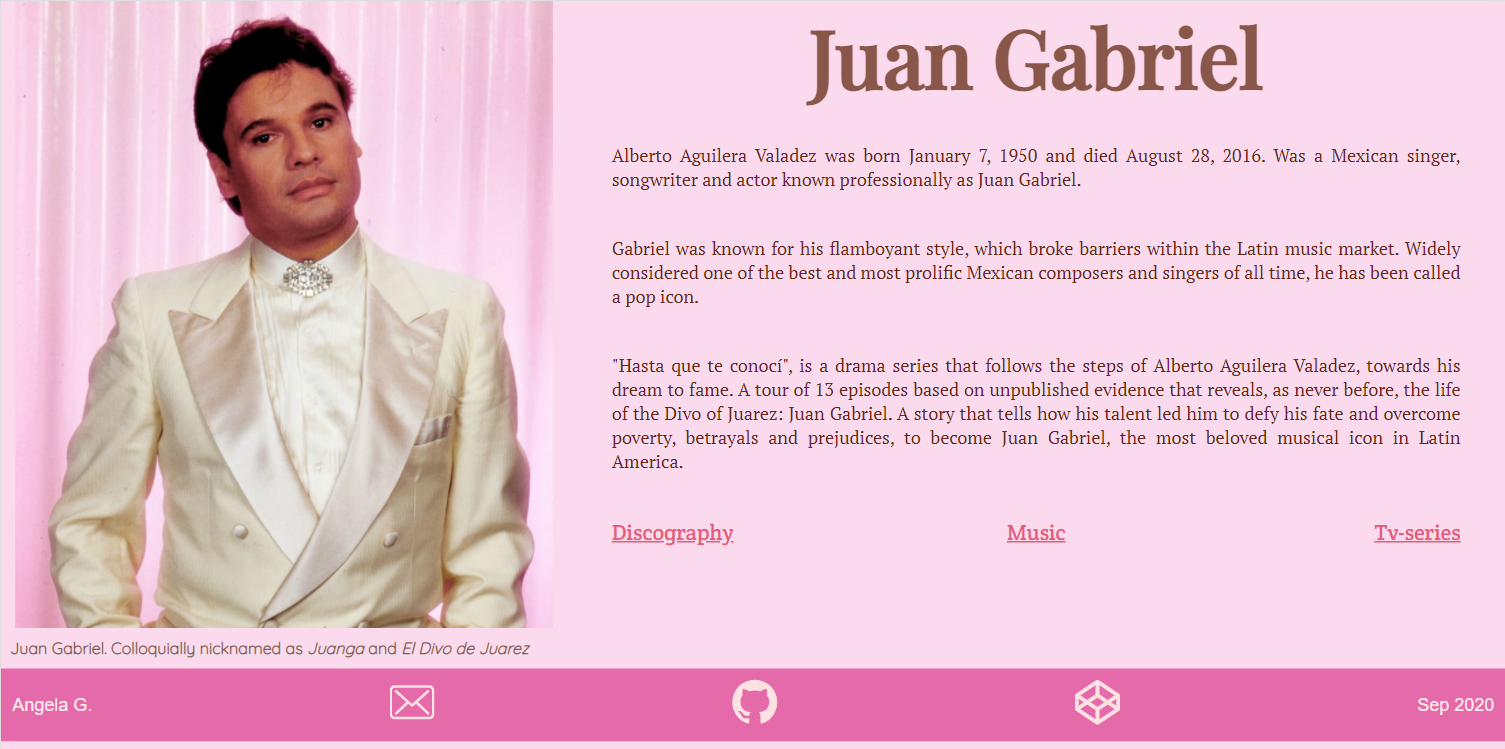 Juan Gabriel
Alberto Aguilera Valadez was born January 7, 1950 and died August 28, 2016. Was a Mexican singer,
songwriter and actor known professionally as Juan Gabriel.
Gabriel was known for his flamboyant style, which broke barriers within the Latin music market. Widely
considered one of the best and most prolific Mexican composers and singers of all time, he has been called
a pop icon.
"Hasta que te conocí", is a drama series that follows the steps of Alberto Aguilera Valadez, towards his
dream to fame. A tour of 13 episodes based on unpublished evidence that reveals, as never before, the life
of the Divo of Juarez: Juan Gabriel. A story that tells how his talent led him to defy his fate and overcome
poverty, betrayals and prejudices, to become Juan Gabriel, the most beloved musical icon in Latin
America.
Discography Music Tv-series
Juan Gabriel. Colloquially nicknamed as Juanga and El Divo de Juarez
Angela G. Sep 2020